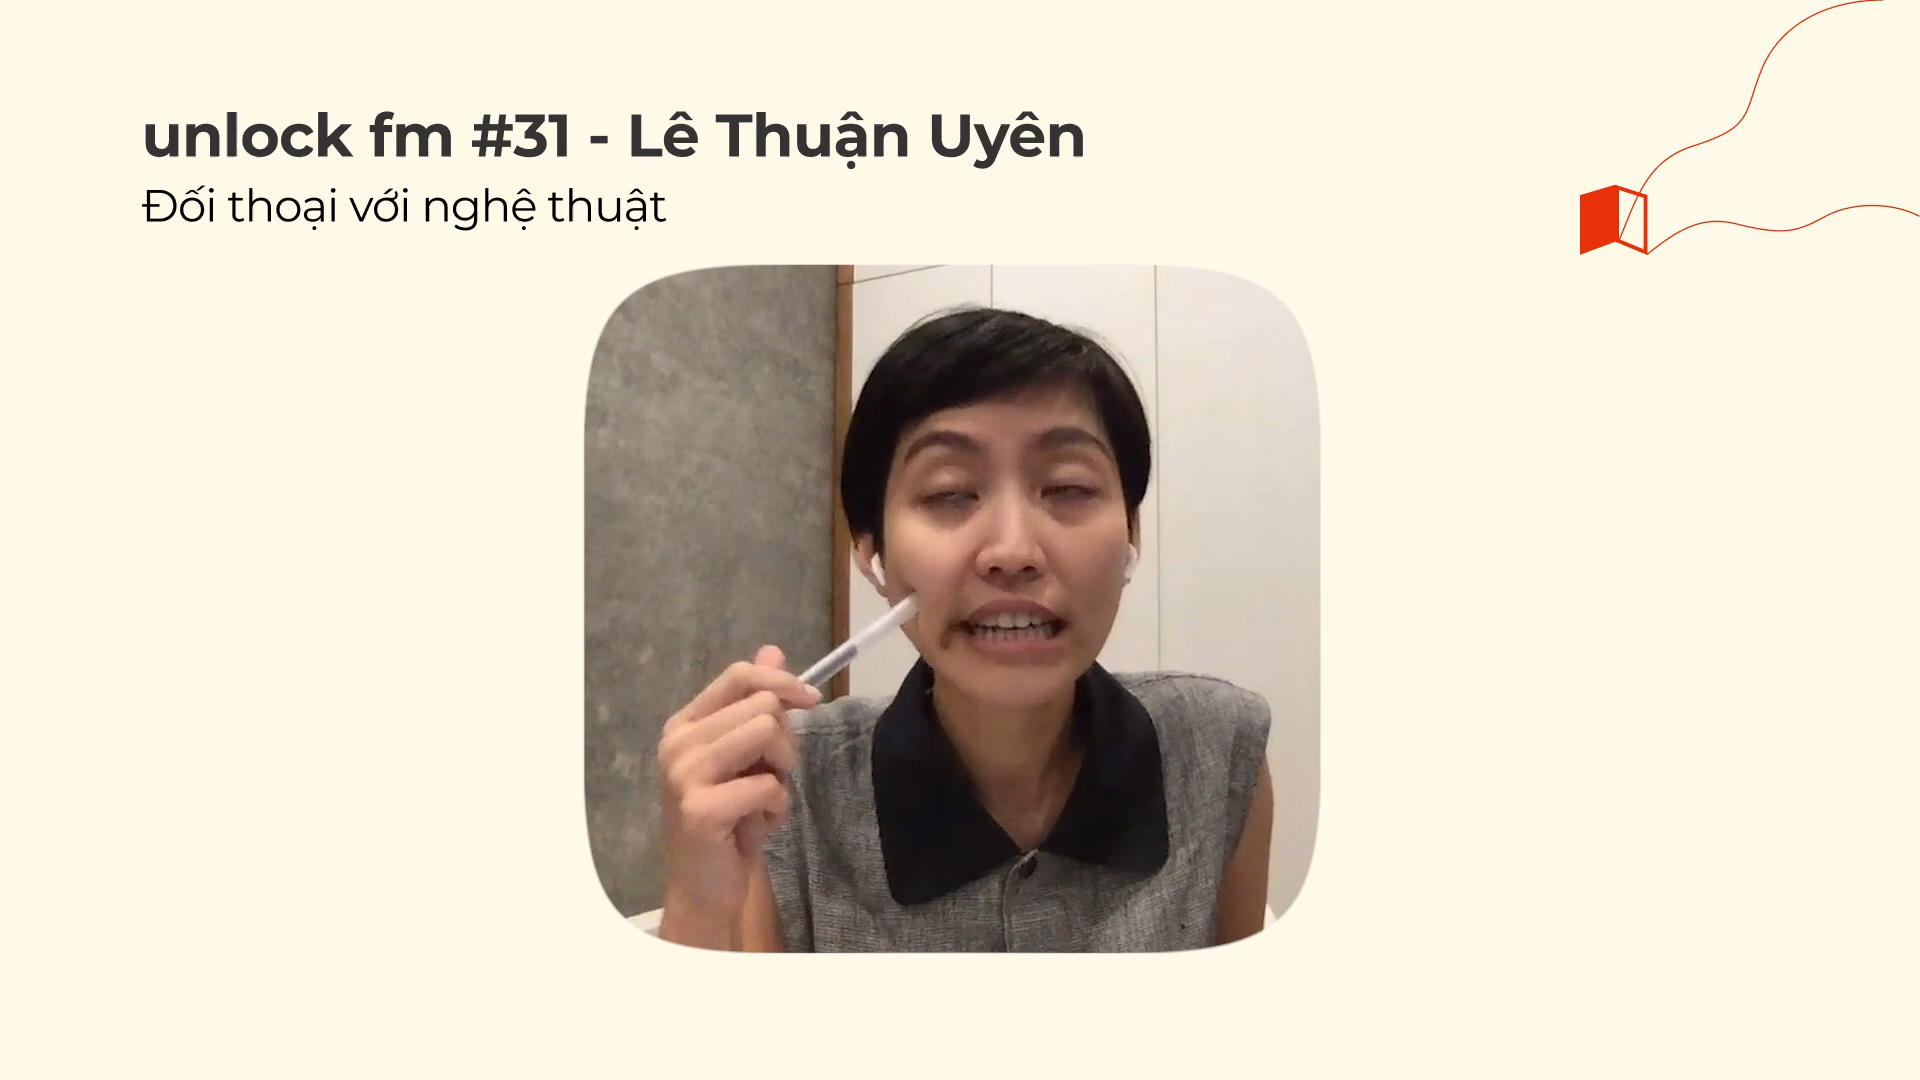 unlock fm #31 - Lê Thuận Uyên
Đối thoại với nghệ thuật